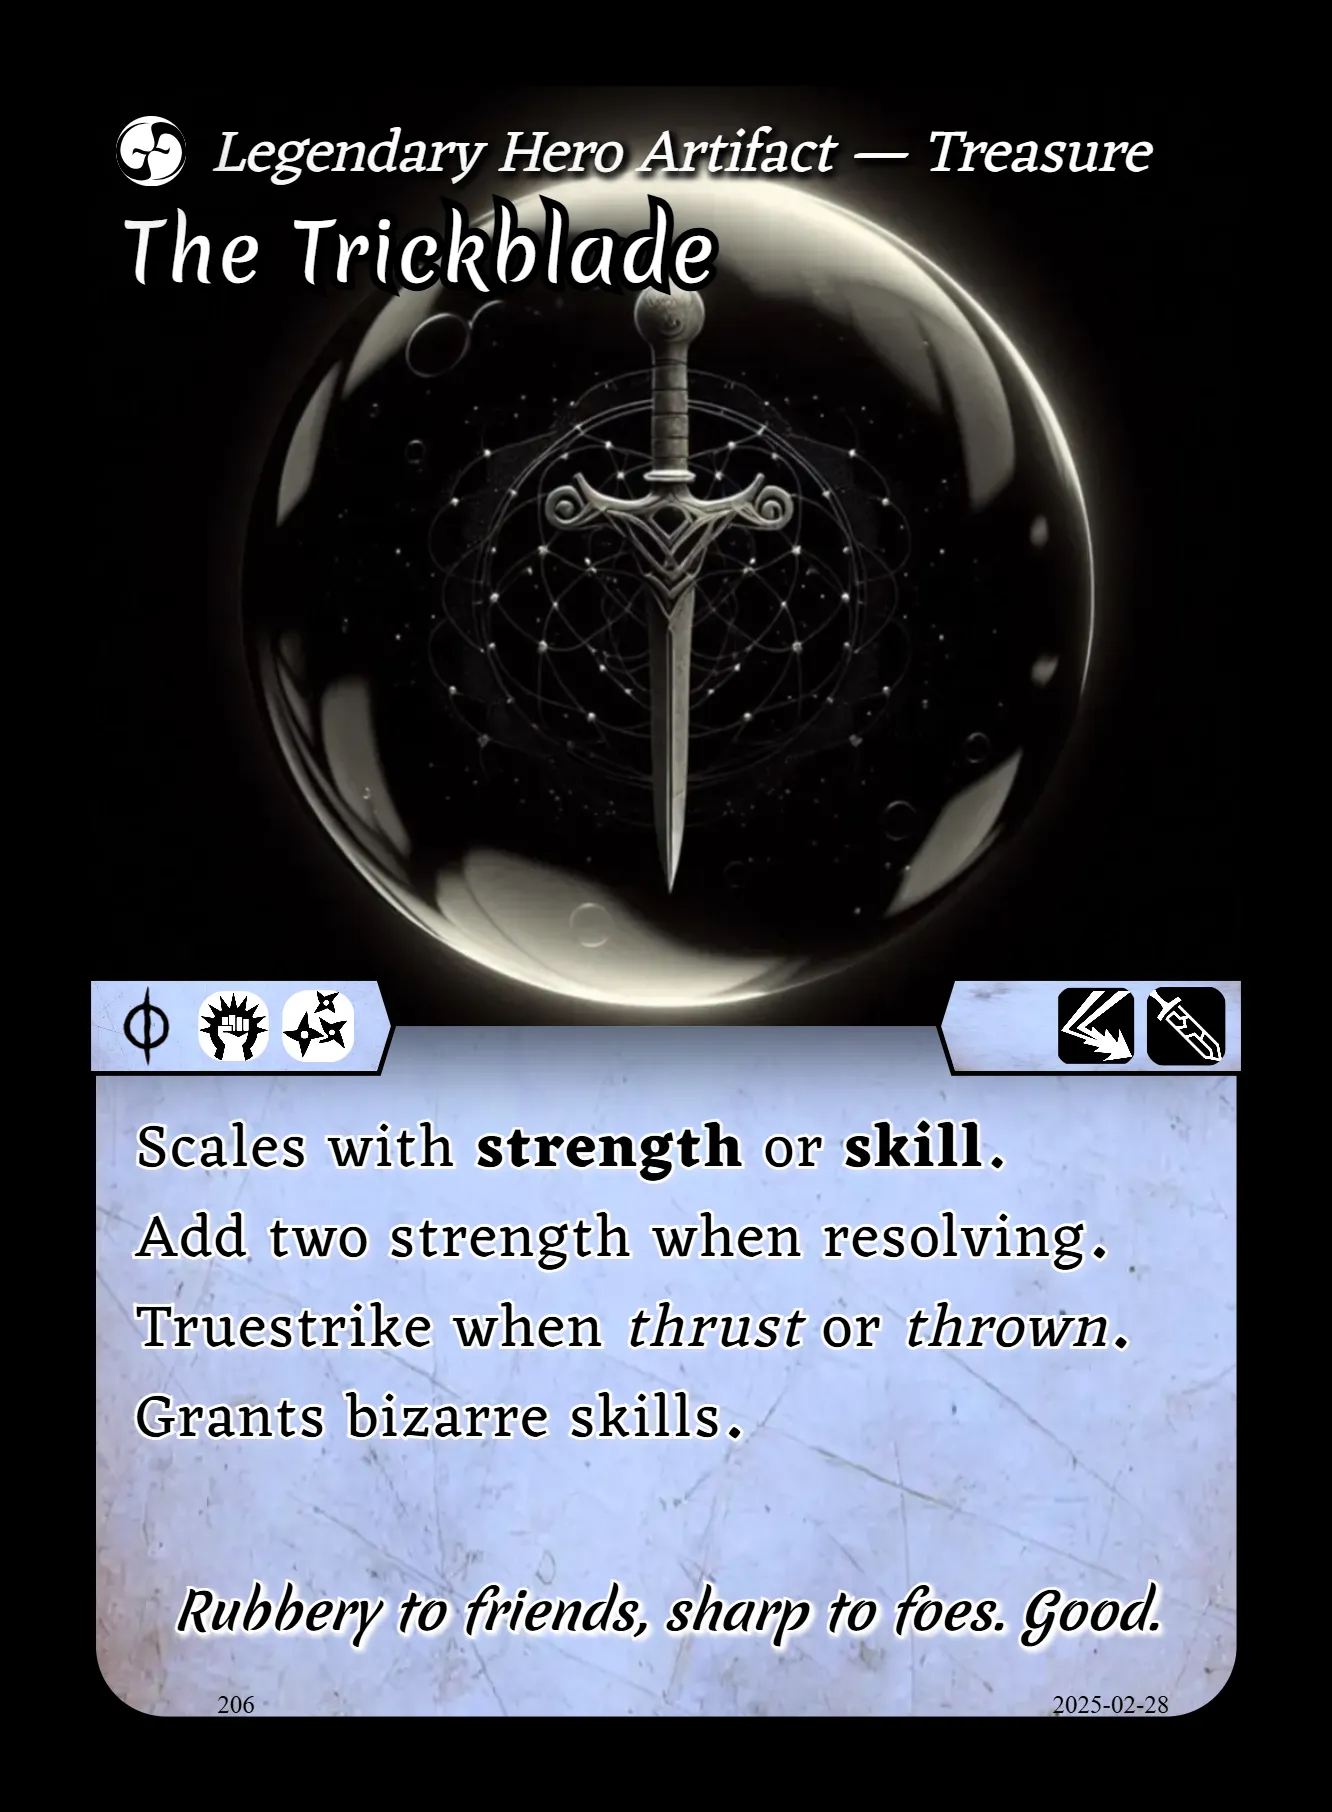 Legendary Hero Artifact — Treasure
The Trickblade
Scales with strength or skill.
Add two strength when resolving.
Truestrike when thrust or thrown.
Grants bizarre skills.
Rubbery to friends, sharp to foes. Good.
206
2025-02-28